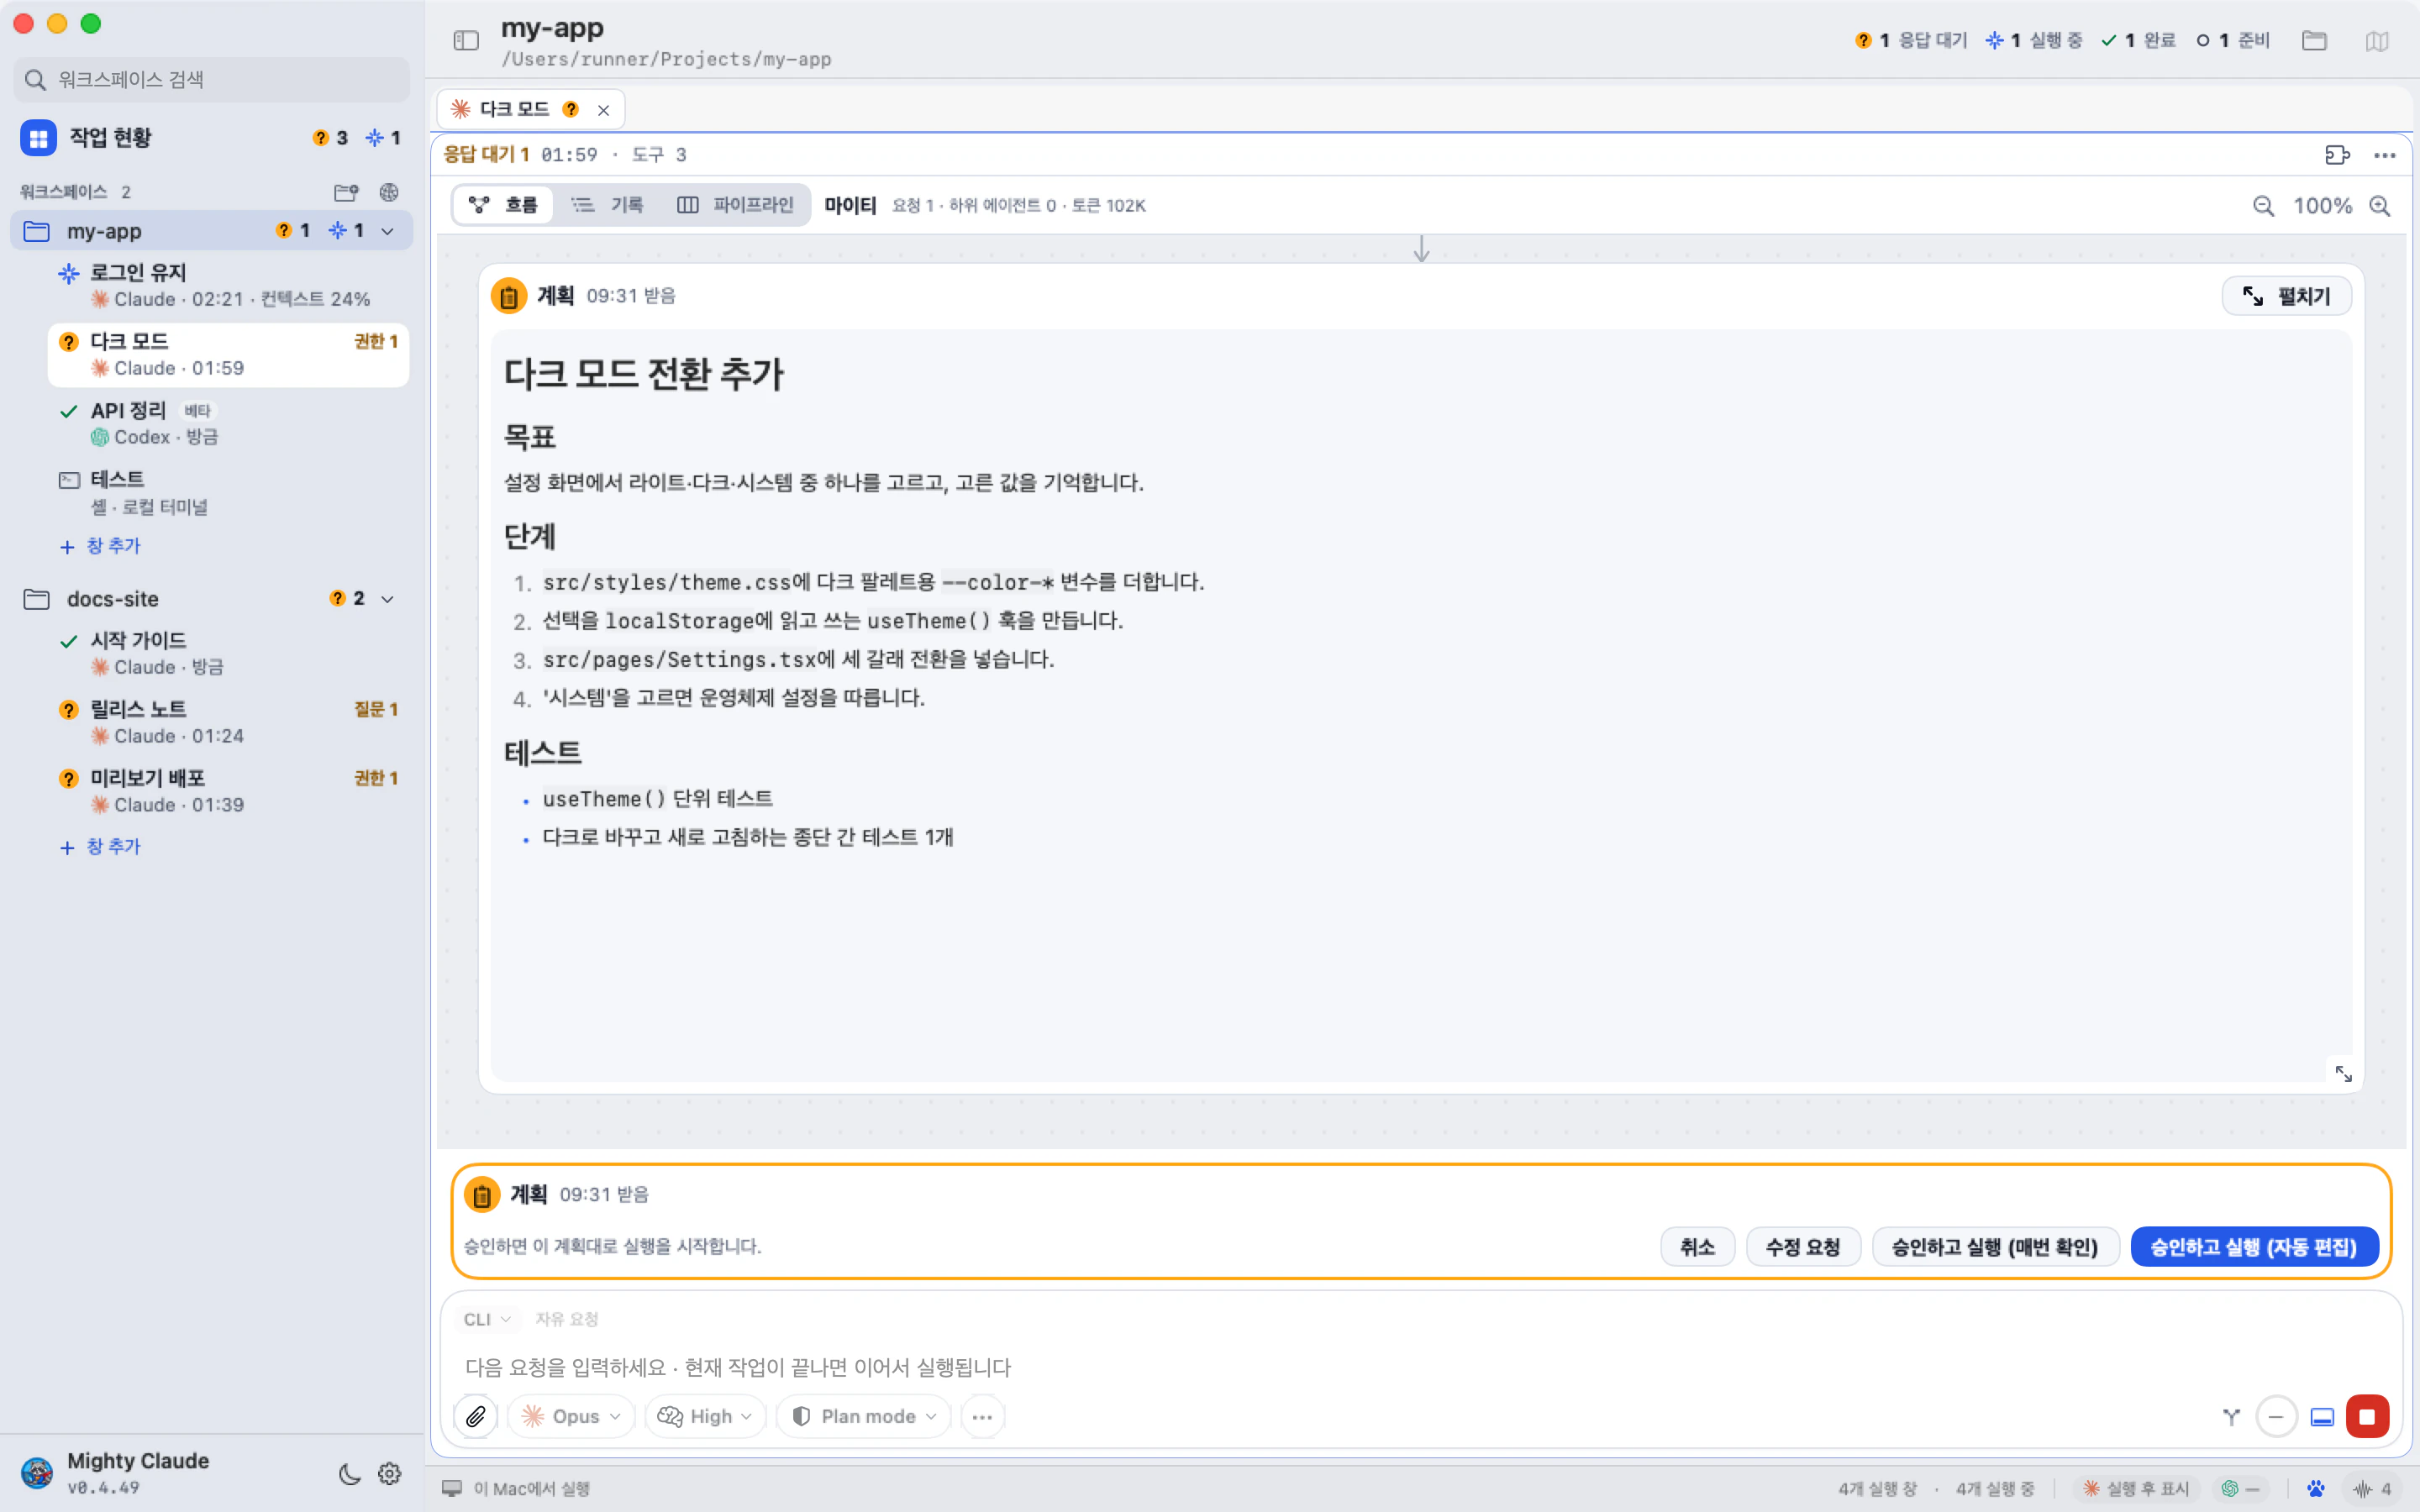 워크스페이스 검색
작업 현황 3 1
워크스페이스 2
my-app 1 1
로그인 유지
Claude · 02:21 · 컨텍스트 24%
다크 모드 권한 1
Claude · 01:59
API 정리 베타
Codex · 방금
테스트
셸 · 로컬 터미널
+ 창 추가
docs-site 2
시작 가이드
Claude · 방금
릴리스 노트 질문 1
Claude · 01:24
미리보기 배포 권한 1
Claude · 01:39
+ 창 추가
Mighty Claude
v0.4.49
my-app
/Users/runner/Projects/my-app
1 응답 대기 1 실행 중 1 완료 1 준비
다크 모드
응답 대기 1 01:59 · 도구 3
흐름 기록 파이프라인 마이티 요청 1 · 하위 에이전트 0 · 토큰 102K
100%
계획 09:31 받음
펼치기
다크 모드 전환 추가
목표
설정 화면에서 라이트·다크·시스템 중 하나를 고르고, 고른 값을 기억합니다.
단계
1. src/styles/theme.css에 다크 팔레트용 --color-* 변수를 더합니다.
2. 선택을 localStorage에 읽고 쓰는 useTheme() 훅을 만듭니다.
3. src/pages/Settings.tsx에 세 갈래 전환을 넣습니다.
4. '시스템'을 고르면 운영체제 설정을 따릅니다.
테스트
• useTheme() 단위 테스트
• 다크로 바꾸고 새로 고침하는 종단 간 테스트 1개
계획 09:31 받음
승인하면 이 계획대로 실행을 시작합니다.
취소 수정 요청 승인하고 실행 (매번 확인) 승인하고 실행 (자동 편집)
CLI 자유 요청
다음 요청을 입력하세요 · 현재 작업이 끝나면 이어서 실행됩니다
Opus High Plan mode
이 Mac에서 실행
4개 실행 창 · 4개 실행 중 실행 후 표시 — 4